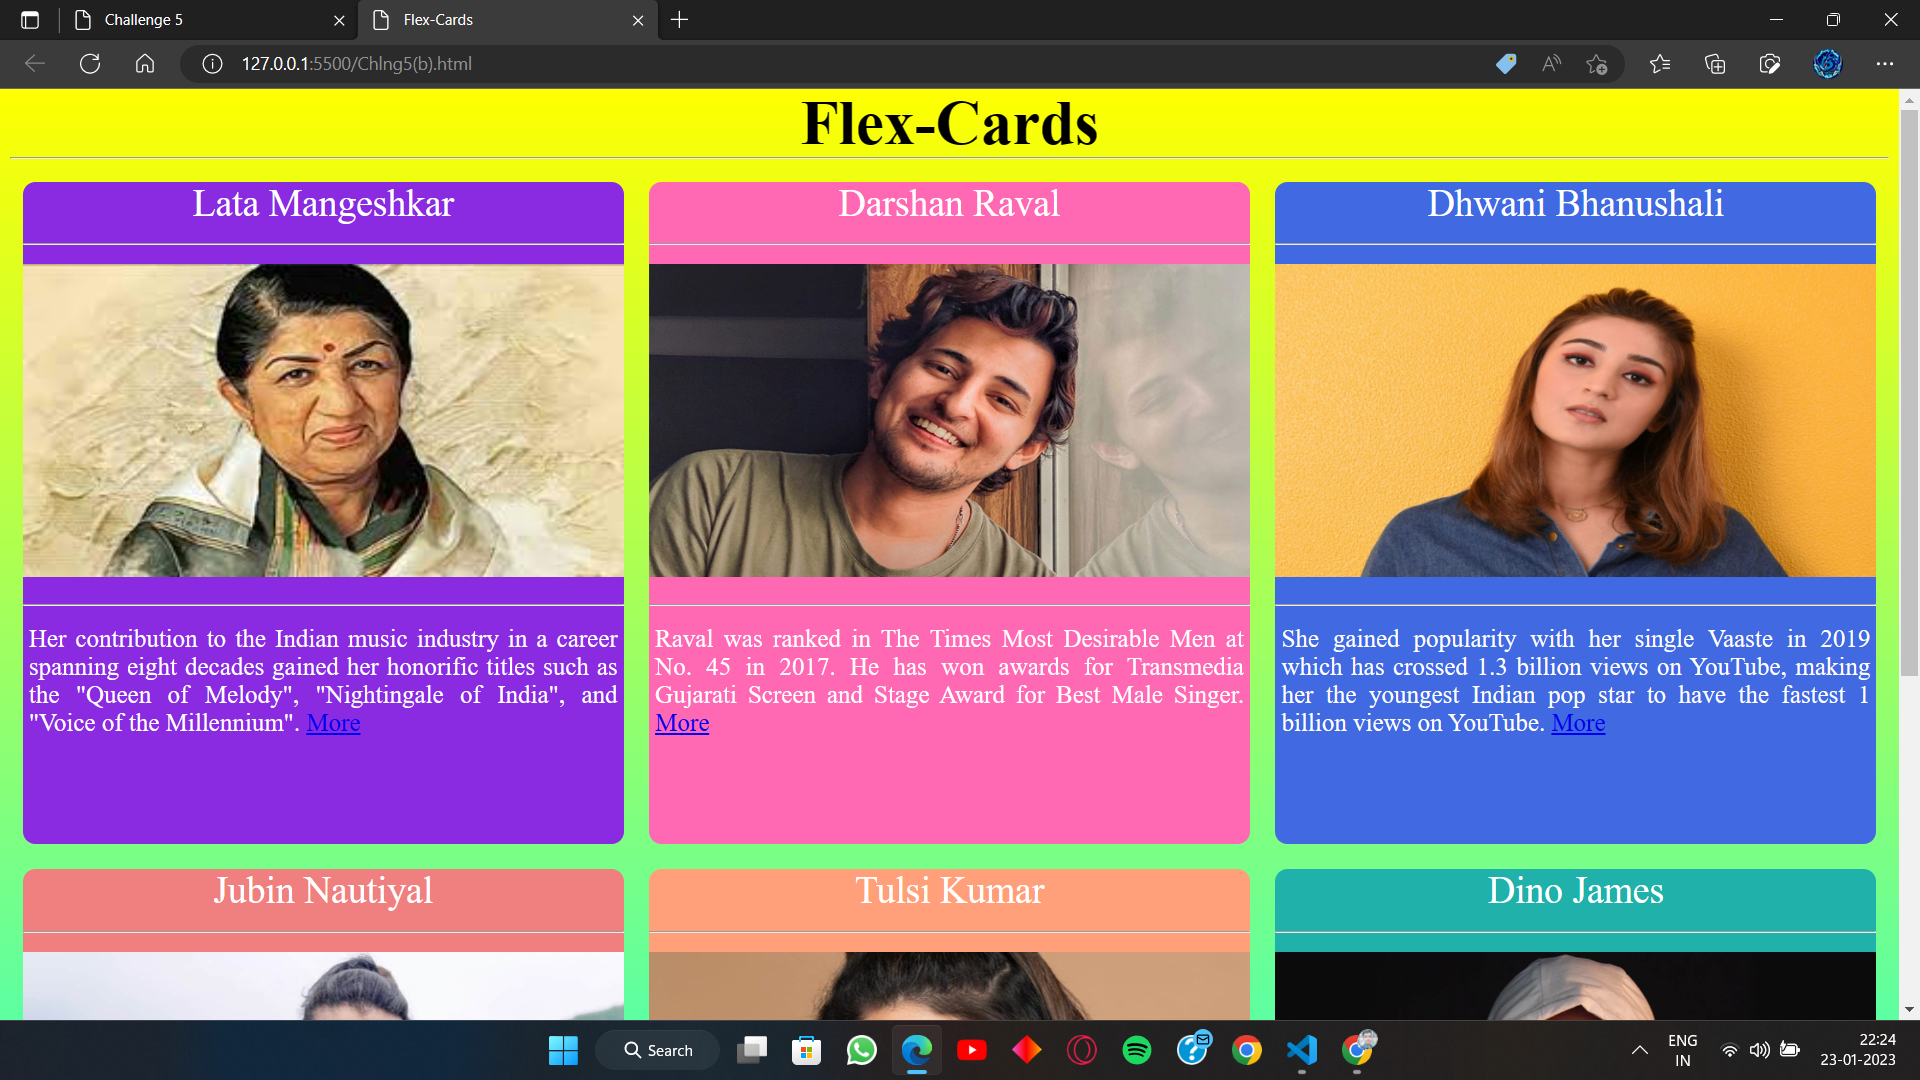 Challenge 5
Flex-Cards
127.0.0.1:5500/Chlng5(b).html
Flex-Cards
Lata Mangeshkar
Her contribution to the Indian music industry in a career
spanning eight decades gained her honorific titles such as
the "Queen of Melody", "Nightingale of India", and
"Voice of the Millennium". More
Darshan Raval
Raval was ranked in The Times Most Desirable Men at
No. 45 in 2017. He has won awards for Transmedia
Gujarati Screen and Stage Award for Best Male Singer.
More
Dhwani Bhanushali
She gained popularity with her single Vaaste in 2019
which has crossed 1.3 billion views on YouTube, making
her the youngest Indian pop star to have the fastest 1
billion views on YouTube. More
Jubin Nautiyal
Tulsi Kumar
Dino James
Search
ENG
IN
22:24
23-01-2023